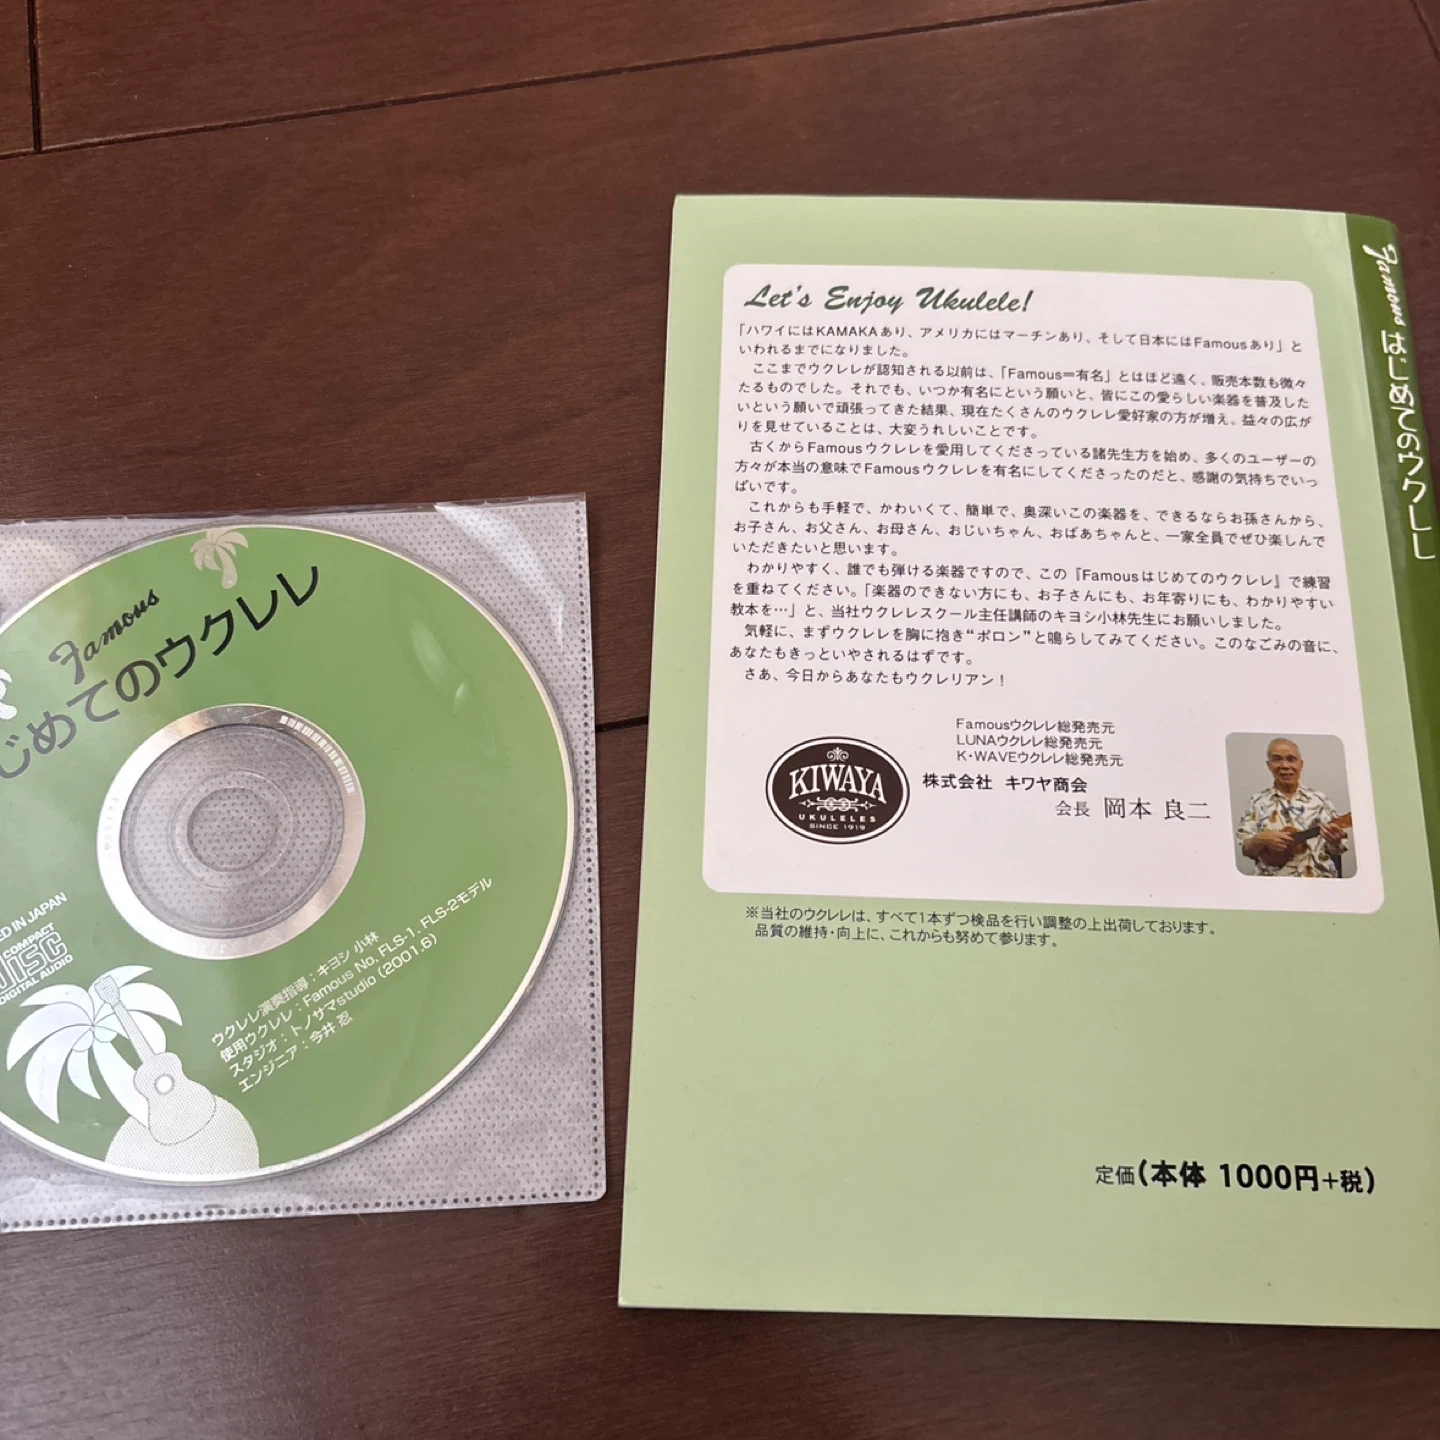 Famous
じめてのウクレレ
ED IN JAPAN
COMPACT
disc
DIGITAL AUDIO
ウクレレ演奏指導：キヨシ 小林
使用ウクレレ：Famous No. FLS-1, FLS-2モデル
スタジオ：トノサマstudio (2001.6)
エンジニア：今井 忍
Let's Enjoy Ukulele!
「ハワイにはKAMAKAあり、アメリカにはマーチンあり、そして日本にはFamousあり」と
いわれるまでになりました。
ここまでウクレレが認知される以前は、「Famous＝有名」とはほど遠く、販売本数も微々
たるものでした。それでも、いつか有名にという願いと、皆にこの愛らしい楽器を普及した
いという願いで頑張ってきた結果、現在たくさんのウクレレ愛好家の方が増え、益々の広が
りを見せていることは、大変うれしいことです。
古くからFamousウクレレを愛用してくださっている諸先生方を始め、多くのユーザーの
方々が本当の意味でFamousウクレレを有名にしてくださったのだと、感謝の気持ちでいっ
ぱいです。
これからも手軽で、かわいくて、簡単で、奥深いこの楽器を、できるならお孫さんから、
お子さん、お父さん、お母さん、おじいちゃん、おばあちゃんと、一家全員でぜひ楽しんで
いただきたいと思います。
わかりやすく、誰でも弾ける楽器ですので、この『Famousはじめてのウクレレ』で練習
を重ねてください。「楽器のできない方にも、お子さんにも、お年寄りにも、わかりやすい
教本を…」と、当社ウクレレスクール主任講師のキヨシ小林先生にお願いしました。
気軽に、まずウクレレを胸に抱き“ポロン”と鳴らしてみてください。このなごみの音に、
あなたもきっといやされるはずです。
さあ、今日からあなたもウクレリアン！
Famousウクレレ総発売元
LUNAウクレレ総発売元
K・WAVEウクレレ総発売元
株式会社 キワヤ商会
会長 岡本 良二
KIWAYA
UKULELES
SINCE 1919
※当社のウクレレは、すべて1本ずつ検品を行い調整の上出荷しております。
品質の維持・向上に、これからも努めて参ります。
定価(本体 1000円+税)
Famous はじめてのウクレレ